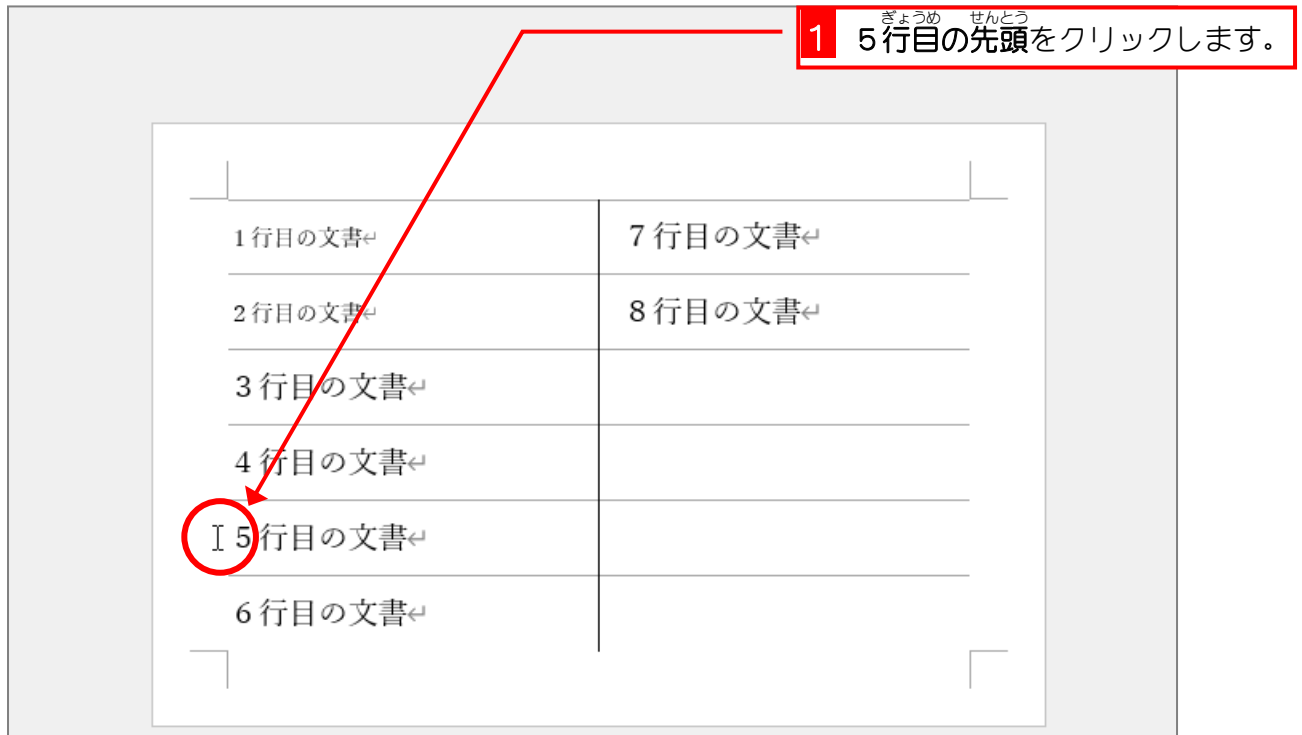 ぎょうめ せんとう
1 5行目の先頭をクリックします。
1行目の文書↵
2行目の文書↵
3行目の文書↵
4行目の文書↵
5行目の文書↵
6行目の文書↵
7行目の文書↵
8行目の文書↵